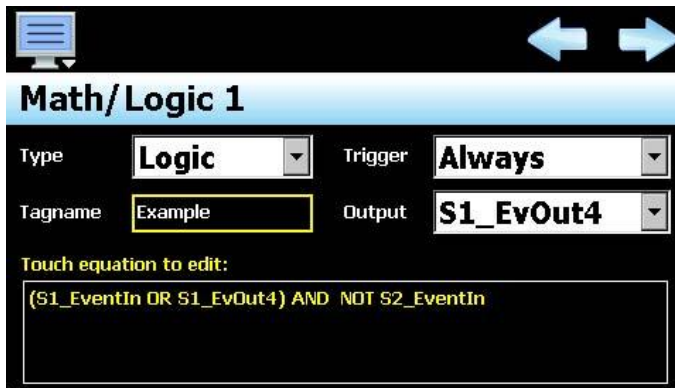 Math/Logic 1
Type Logic Trigger Always
Tagname Example Output S1_EvOut4
Touch equation to edit:
(S1_EventIn OR S1_EvOut4) AND  NOT S2_EventIn